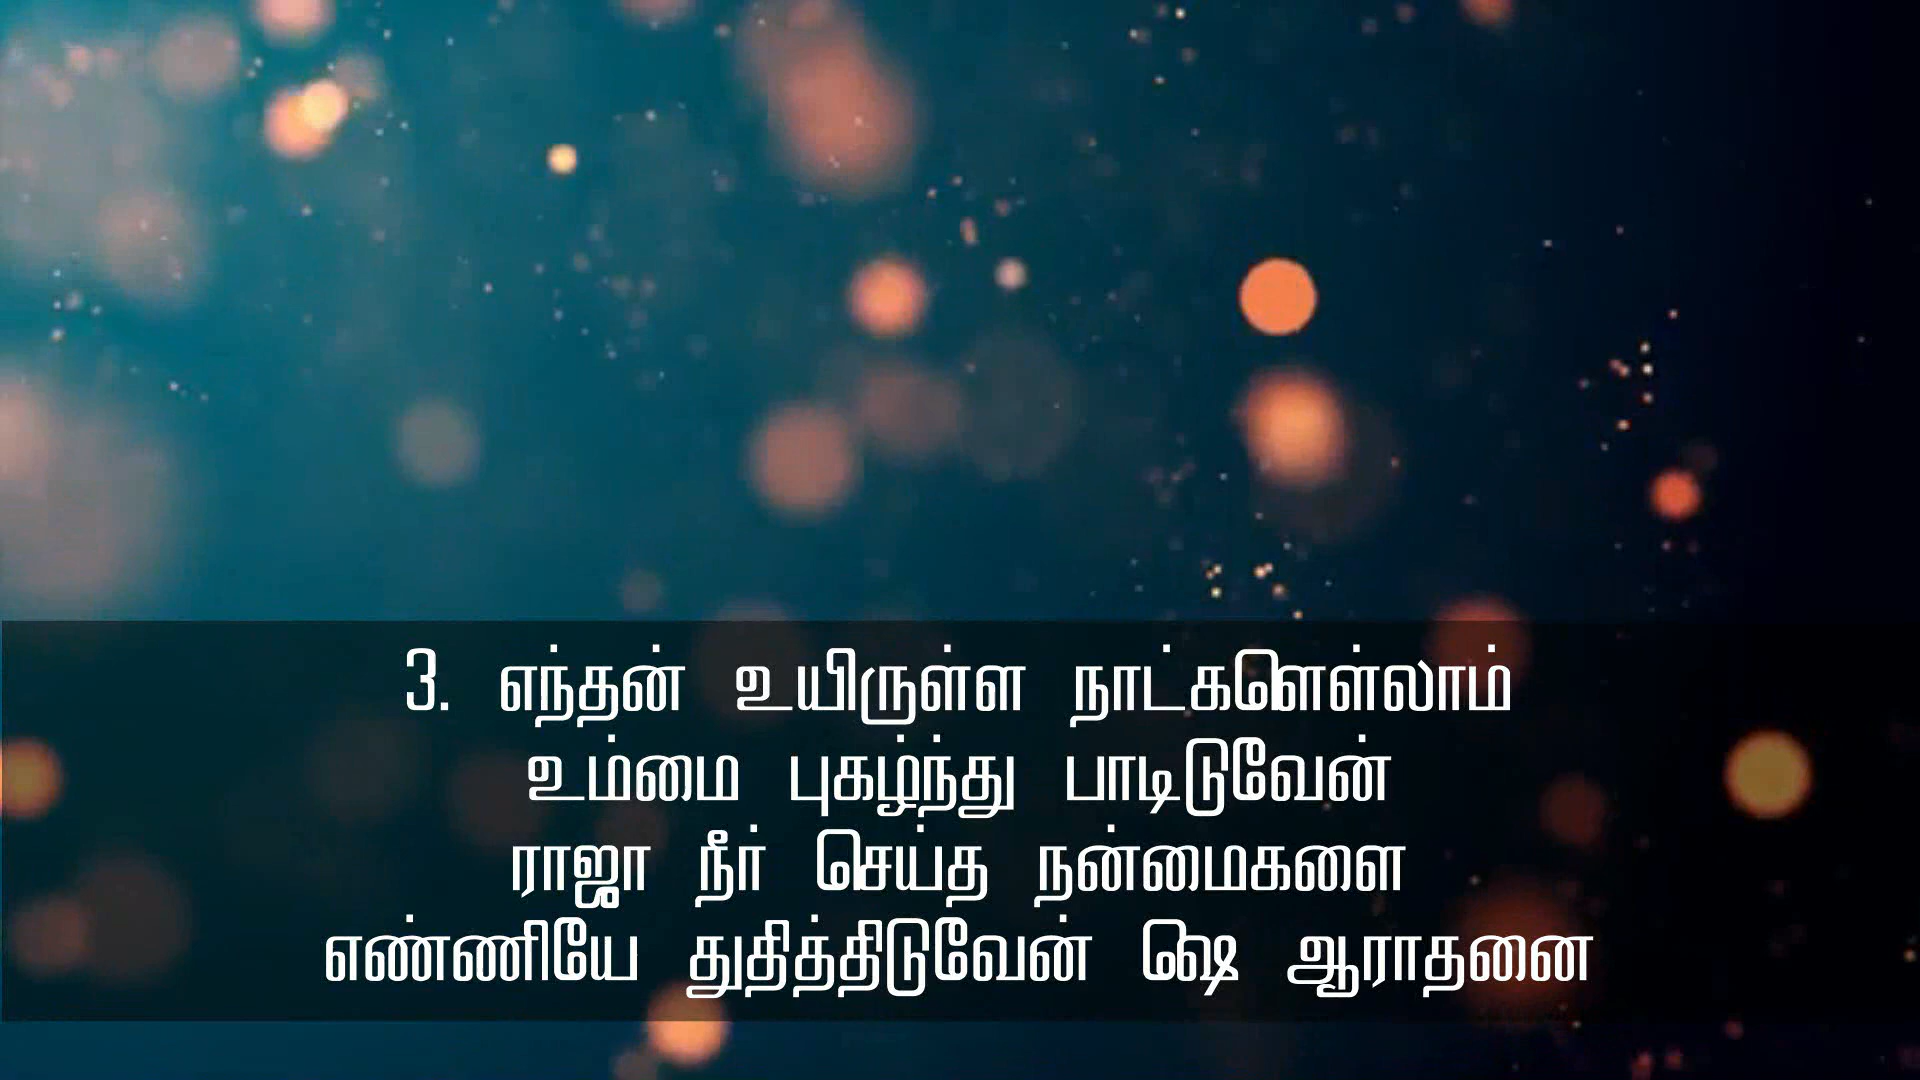 3. எந்தன் உயிருள்ள நாட்களெள்லாம்
உம்மை புகழ்ந்து பாடிடுவேன்
ராஜா நீர் செய்த நன்மைகளை
எண்ணியே துதித்திடுவேன் ஷெ ஆராதனை